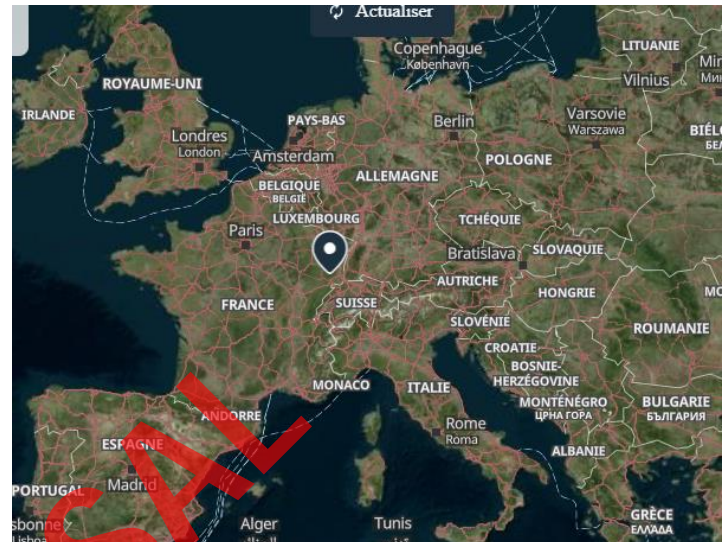 Actualiser
Copenhague
København
LITUANIE
Vilnius
ROYAUME-UNI
IRLANDE
PAYS-BAS
Berlin
Varsovie
Warszawa
Londres
London
Amsterdam
POLOGNE
BELGIQUE
BELGIË
ALLEMAGNE
LUXEMBOURG
TCHÉQUIE
Paris
Bratislava
SLOVAQUIE
AUTRICHE
FRANCE
SUISSE
HONGRIE
SLOVÉNIE
ROUMANIE
CROATIE
BOSNIE-
HERZÉGOVINE
MONACO
ITALIE
MONTÉNÉGRO
ЦРНА ГОРА
BULGARIE
БЪЛГАРИЯ
ANDORRE
Rome
Roma
ESPAGNE
ALBANIE
Madrid
PORTUGAL
SAL
GRÈCE
ΕΛΛΆΔΑ
Alger
Tunis